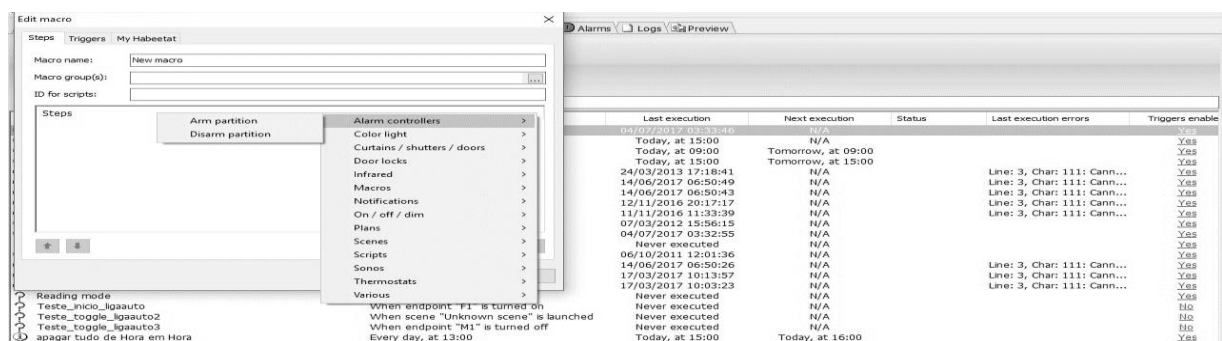 Edit macro
Alarms Logs Preview
Steps Triggers My Habeetat
Macro name: New macro
Macro group(s): ...
ID for scripts:
Steps
Arm partition
Disarm partition
Alarm controllers >
Color light >
Curtains / shutters / doors >
Door locks >
Infrared >
Macros >
Notifications >
On / off / dim >
Plans >
Scenes >
Scripts >
Sonos >
Thermostats >
Various >
Last execution Next execution Status Last execution errors Triggers enable
04/07/2017 03:33:46 N/A Yes
Today, at 15:00 N/A Yes
Today, at 09:00 Tomorrow, at 09:00 Yes
Today, at 15:00 Tomorrow, at 15:00 Yes
24/03/2013 17:18:41 N/A Line: 3, Char: 111: Cann... Yes
14/06/2017 06:50:49 N/A Line: 3, Char: 111: Cann... Yes
14/06/2017 06:50:43 N/A Line: 3, Char: 111: Cann... Yes
12/11/2016 20:17:17 N/A Line: 3, Char: 111: Cann... Yes
11/11/2016 11:33:39 N/A Line: 3, Char: 111: Cann... Yes
07/03/2012 15:56:15 N/A Yes
04/07/2017 03:32:55 N/A Yes
Never executed N/A Yes
06/10/2011 12:01:36 N/A Yes
14/06/2017 06:50:26 N/A Line: 3, Char: 111: Cann... Yes
17/03/2017 10:13:57 N/A Line: 3, Char: 111: Cann... Yes
17/03/2017 10:03:23 N/A Line: 3, Char: 111: Cann... Yes
Reading mode Never executed N/A Yes
Teste_inicio_ligaauto When endpoint "F1" is turned on Never executed N/A No
Teste_toggle_ligaauto2 When scene "Unknown scene" is launched Never executed N/A No
Teste_toggle_ligaauto3 When endpoint "M1" is turned off Never executed N/A No
apagar tudo de Hora em Hora Every day, at 13:00 Today, at 15:00 Today, at 16:00 Yes